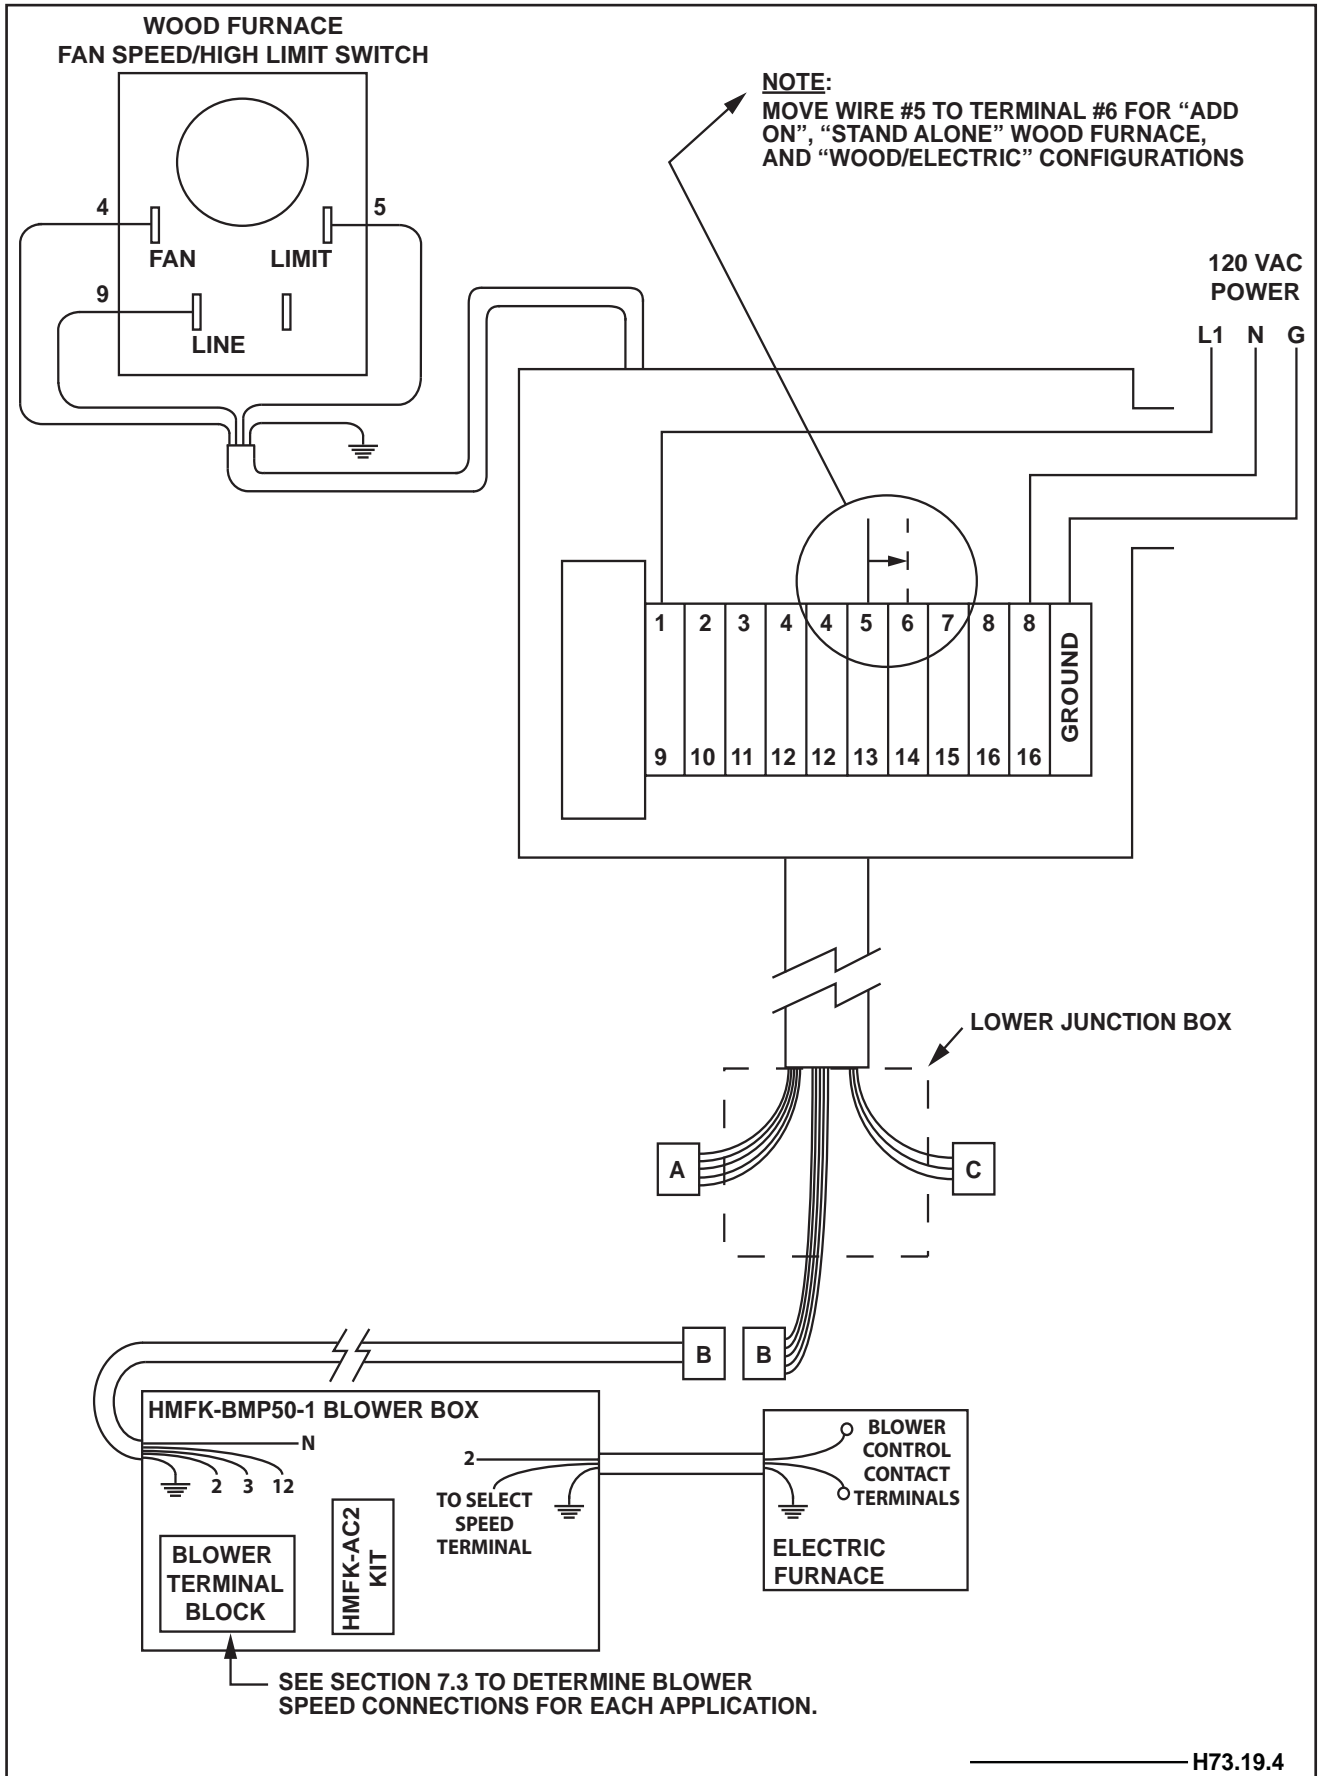 WOOD FURNACE
FAN SPEED/HIGH LIMIT SWITCH
4
5
FAN
LIMIT
9
LINE
NOTE:
MOVE WIRE #5 TO TERMINAL #6 FOR “ADD
ON”, “STAND ALONE” WOOD FURNACE,
AND “WOOD/ELECTRIC” CONFIGURATIONS
120 VAC
POWER
L1 N G
1 2 3 4 4 5 6 7 8 8
GROUND
9 10 11 12 12 13 14 15 16 16
LOWER JUNCTION BOX
A
C
B
B
HMFK-BMP50-1 BLOWER BOX
N
2 3 12
2
TO SELECT
SPEED
TERMINAL
HMFK-AC2
KIT
BLOWER
TERMINAL
BLOCK
BLOWER
CONTROL
CONTACT
TERMINALS
ELECTRIC
FURNACE
SEE SECTION 7.3 TO DETERMINE BLOWER
SPEED CONNECTIONS FOR EACH APPLICATION.
H73.19.4